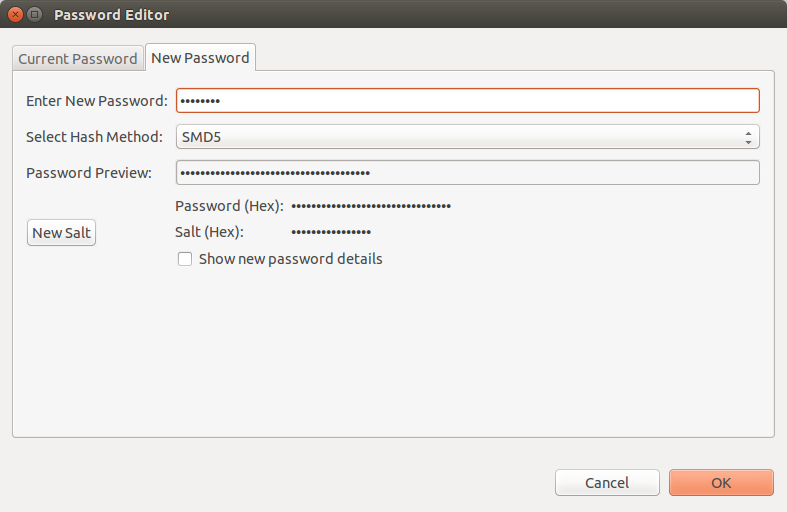 Password Editor
Current Password
New Password
Enter New Password: ••••••••
Select Hash Method: SMD5
Password Preview: ••••••••••••••••••••••••••••••••••••••
Password (Hex): ••••••••••••••••••••••••••••••••
New Salt
Salt (Hex): ••••••••••••••••
Show new password details
Cancel
OK